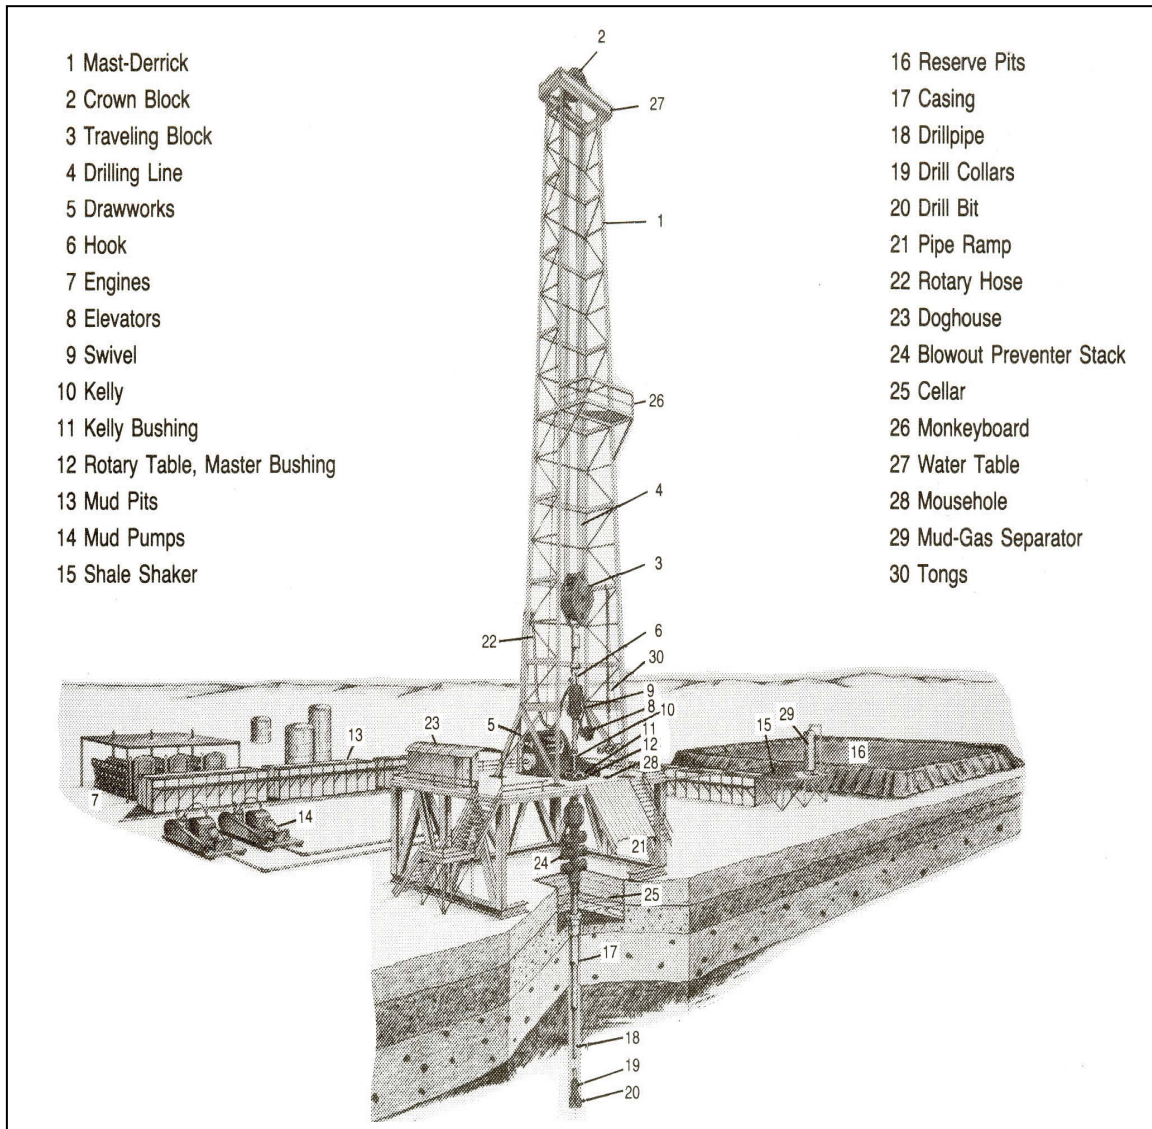 1 Mast-Derrick
2 Crown Block
3 Traveling Block
4 Drilling Line
5 Drawworks
6 Hook
7 Engines
8 Elevators
9 Swivel
10 Kelly
11 Kelly Bushing
12 Rotary Table, Master Bushing
13 Mud Pits
14 Mud Pumps
15 Shale Shaker
16 Reserve Pits
17 Casing
18 Drillpipe
19 Drill Collars
20 Drill Bit
21 Pipe Ramp
22 Rotary Hose
23 Doghouse
24 Blowout Preventer Stack
25 Cellar
26 Monkeyboard
27 Water Table
28 Mousehole
29 Mud-Gas Separator
30 Tongs
2
27
1
26
4
3
22
6
30
9
8
10
5
23
11
15
29
13
12
16
28
7
14
21
24
25
17
18
19
20